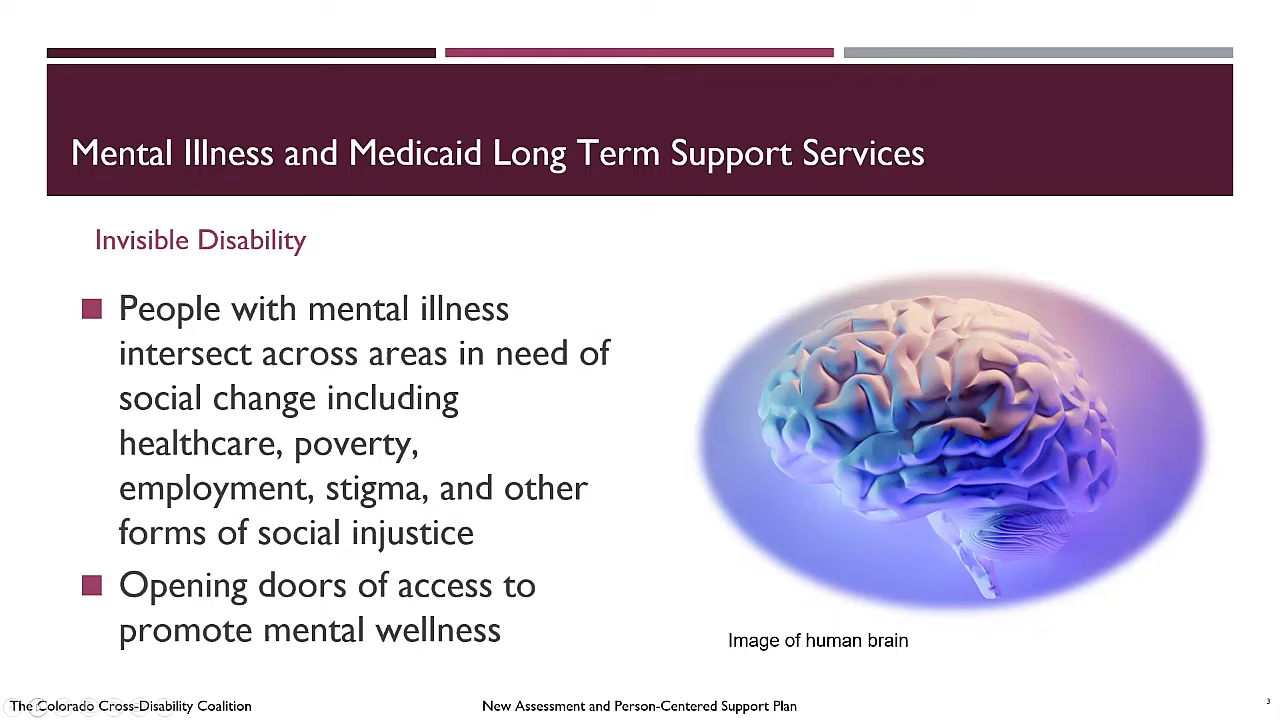 Mental Illness and Medicaid Long Term Support Services
Invisible Disability
People with mental illness
intersect across areas in need of
social change including
healthcare, poverty,
employment, stigma, and other
forms of social injustice
Opening doors of access to
promote mental wellness
Image of human brain
The Colorado Cross-Disability Coalition
New Assessment and Person-Centered Support Plan
3